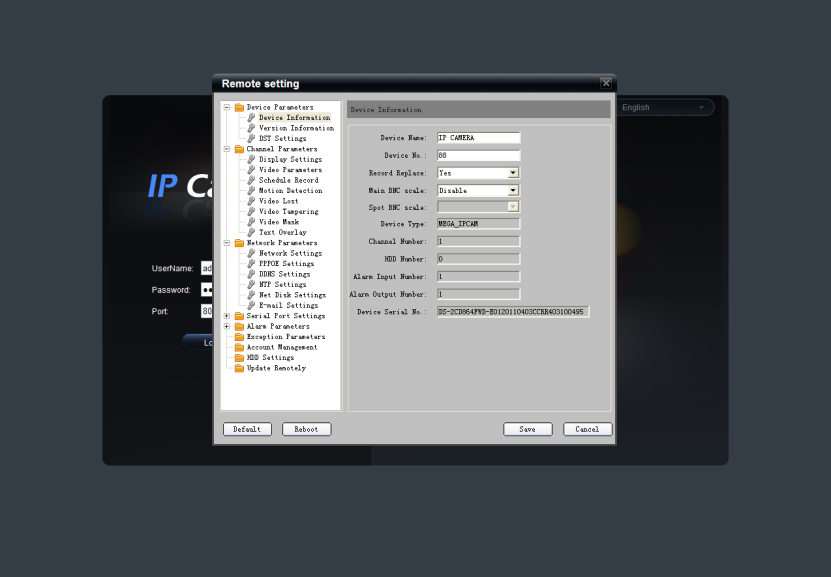 Remote setting
English
Device Parameters
Device Information
Version Information
DST Settings
Channel Parameters
Display Settings
Video Parameters
Schedule Record
Motion Detection
Video Lost
Video Tampering
Video Mask
Text Overlay
Network Parameters
Network Settings
PPPOE Settings
DDNS Settings
NTP Settings
Net Disk Settings
E-mail Settings
Serial Port Settings
Alarm Parameters
Exception Parameters
Account Management
HDD Settings
Update Remotely
Device Information
Device Name: IP CAMERA
Device No.: 88
Record Replace: Yes
Main BNC scale: Disable
Spot BNC scale:
Device Type: MEGA_IPCAM
Channel Number: 1
HDD Number: 0
Alarm Input Number: 1
Alarm Output Number: 1
Device Serial No.: DS-2CD864FWD-E0120110403CCRR403100495
Default
Reboot
Save
Cancel
IP Ca
UserName: ad
Password: ●●
Port: 80
Lo